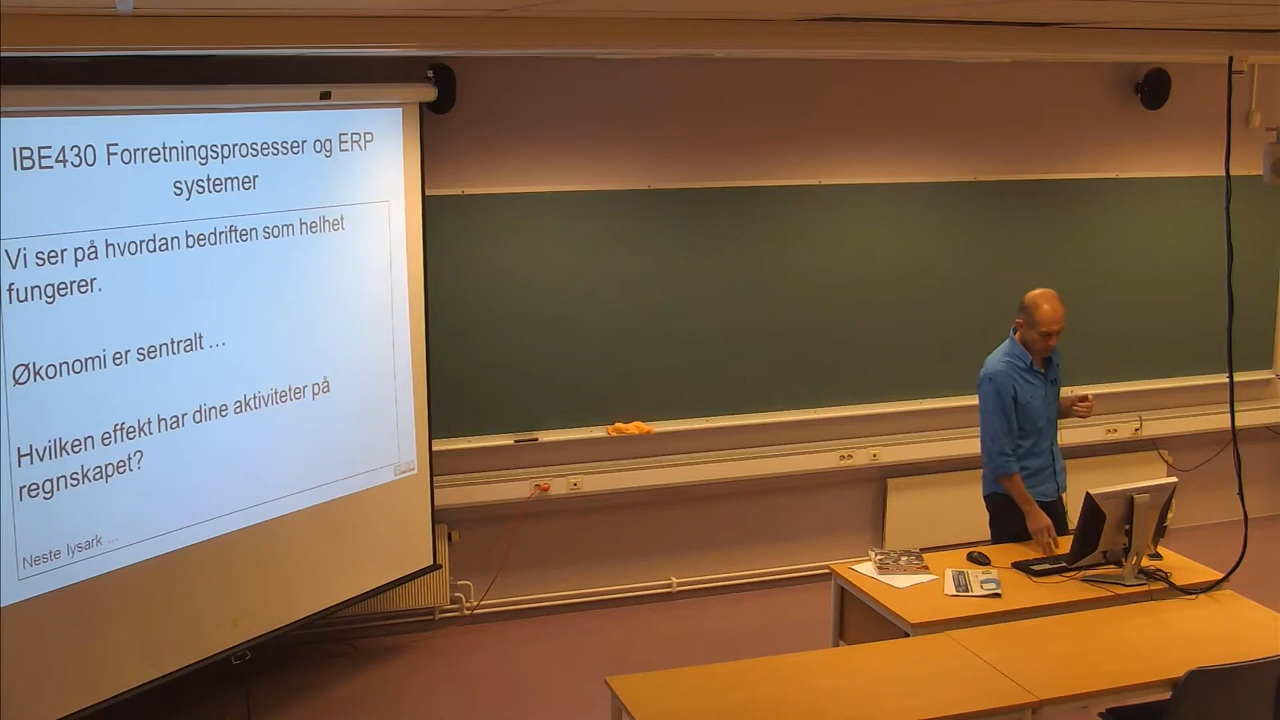 IBE430 Forretningsprosesser og ERP
systemer
Vi ser på hvordan bedriften som helhet
fungerer.
Økonomi er sentralt ...
Hvilken effekt har dine aktiviteter på
regnskapet?
Neste lysark ...